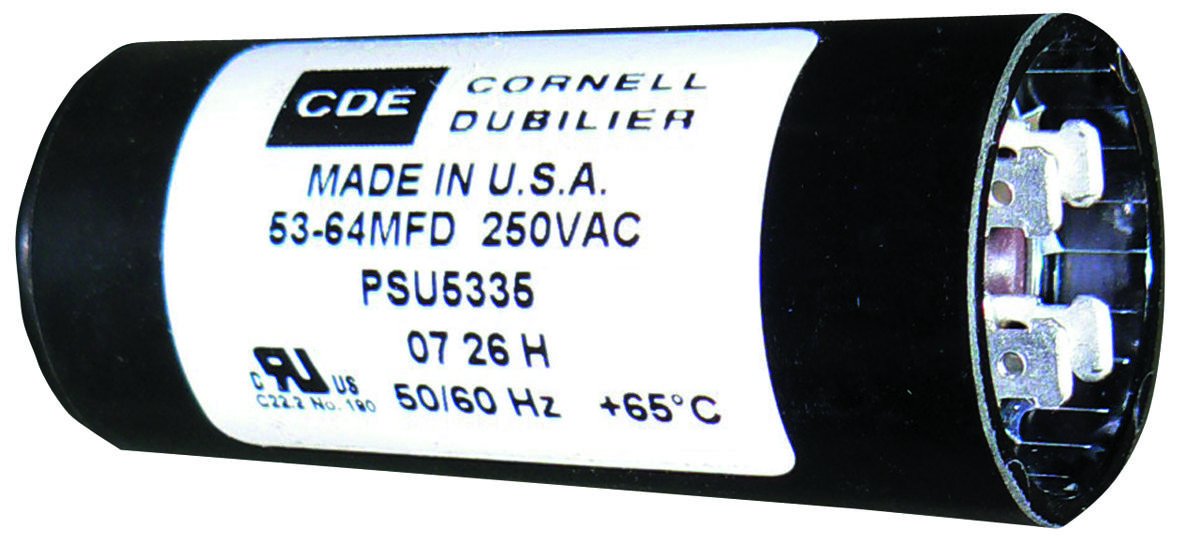 CDE CORNELL
DUBILIER
MADE IN U.S.A.
53-64MFD 250VAC
PSU5335
07 26 H
C RU US
C22.2 No. 190
50/60 Hz +65°C